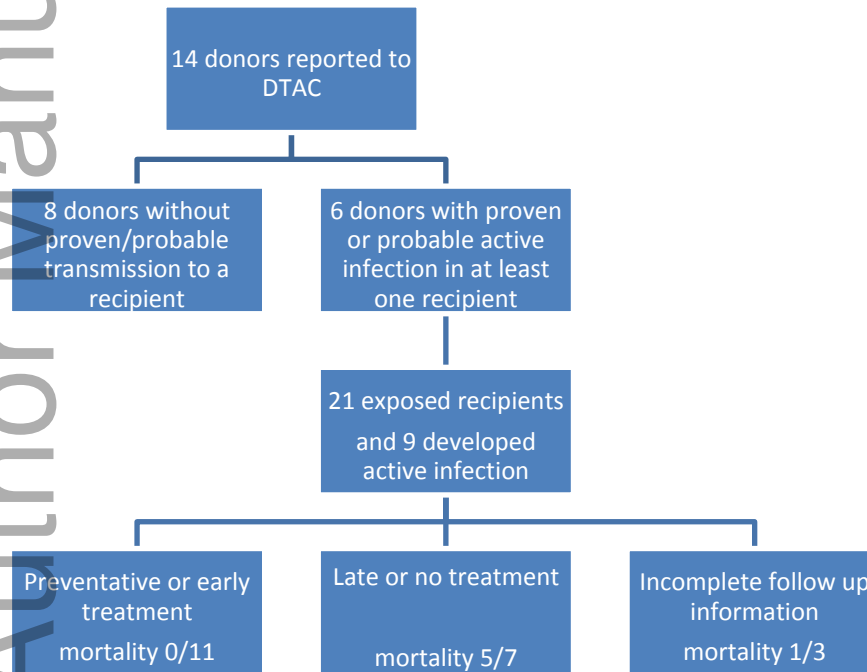 14 donors reported to
DTAC
8 donors without
proven/probable
transmission to a
recipient
6 donors with proven
or probable active
infection in at least
one recipient
21 exposed recipients
and 9 developed
active infection
Preventative or early
treatment
mortality 0/11
Late or no treatment
mortality 5/7
Incomplete follow up
information
mortality 1/3
Author Manu